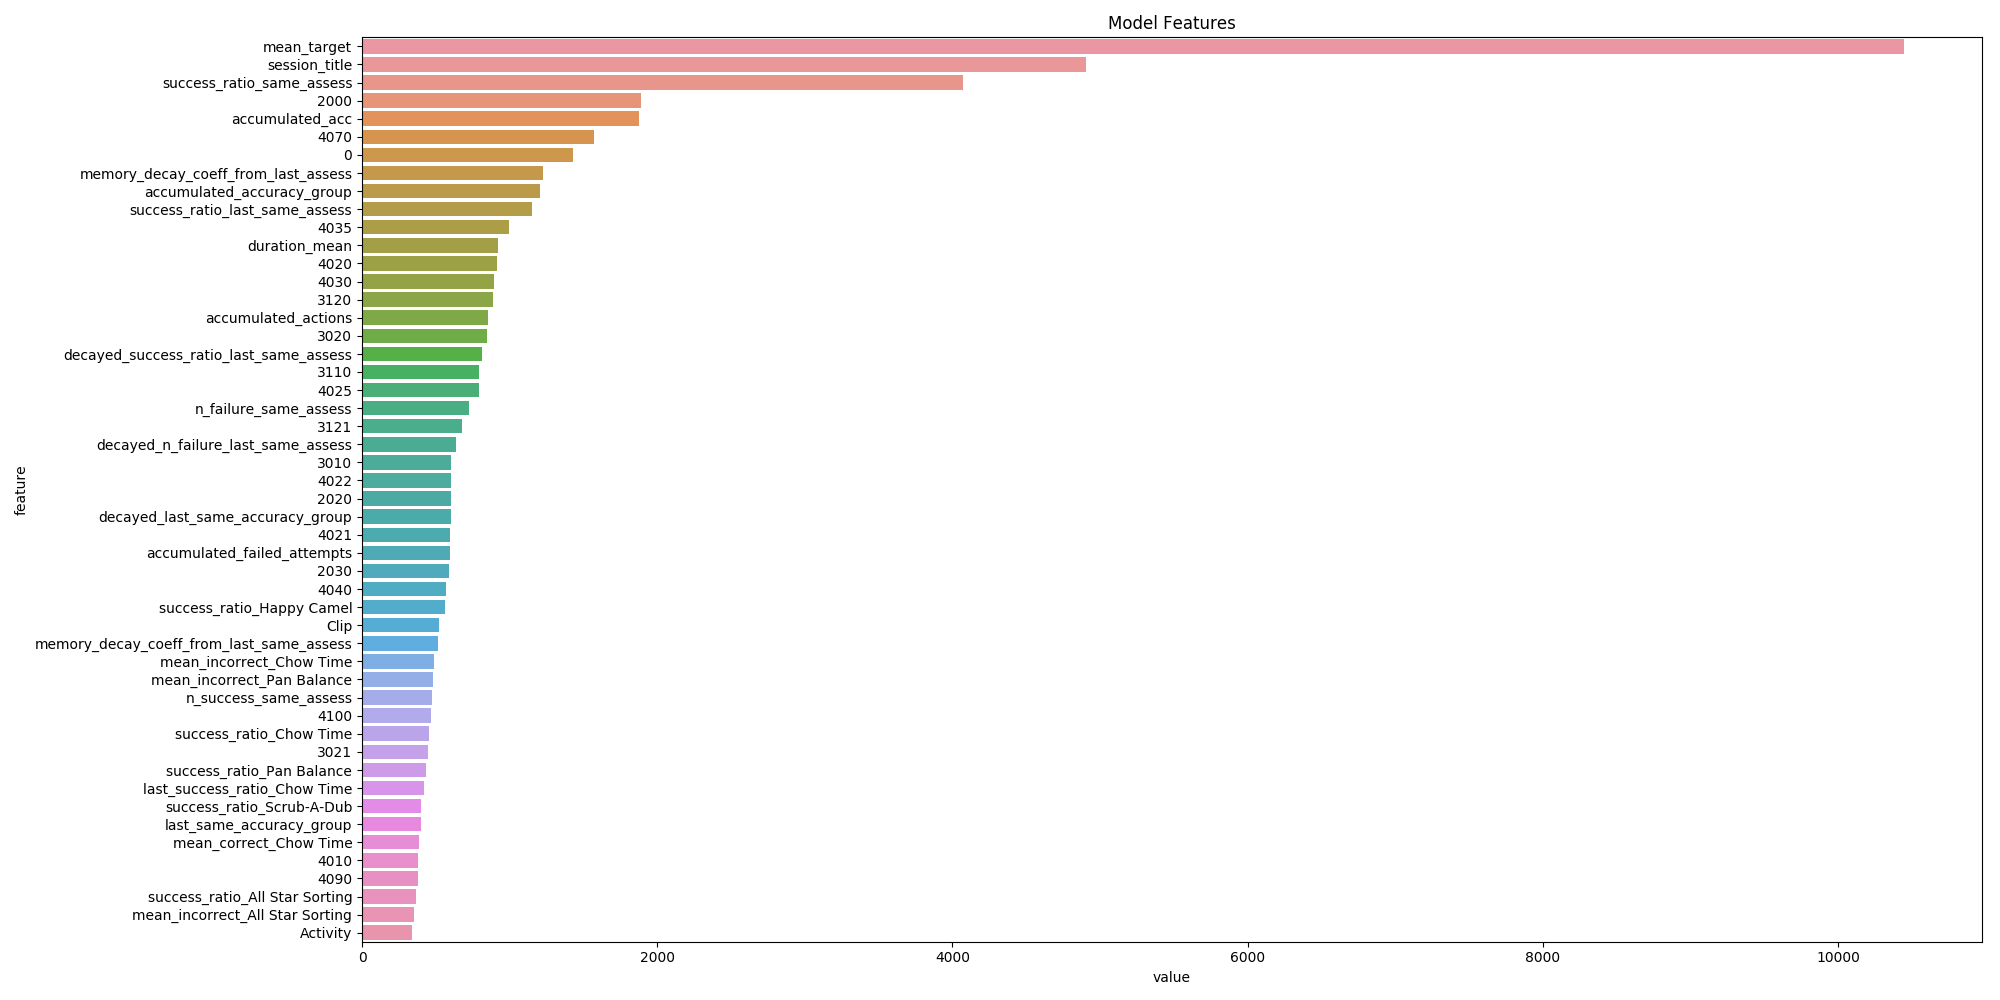 Model Features
mean_target
session_title
success_ratio_same_assess
2000
accumulated_acc
4070
0
memory_decay_coeff_from_last_assess
accumulated_accuracy_group
success_ratio_last_same_assess
4035
duration_mean
4020
4030
3120
accumulated_actions
3020
decayed_success_ratio_last_same_assess
3110
4025
n_failure_same_assess
3121
decayed_n_failure_last_same_assess
3010
4022
2020
decayed_last_same_accuracy_group
4021
accumulated_failed_attempts
2030
4040
success_ratio_Happy Camel
Clip
memory_decay_coeff_from_last_same_assess
mean_incorrect_Chow Time
mean_incorrect_Pan Balance
n_success_same_assess
4100
success_ratio_Chow Time
3021
success_ratio_Pan Balance
last_success_ratio_Chow Time
success_ratio_Scrub-A-Dub
last_same_accuracy_group
mean_correct_Chow Time
4010
4090
success_ratio_All Star Sorting
mean_incorrect_All Star Sorting
Activity
feature
0 2000 4000 6000 8000 10000
value